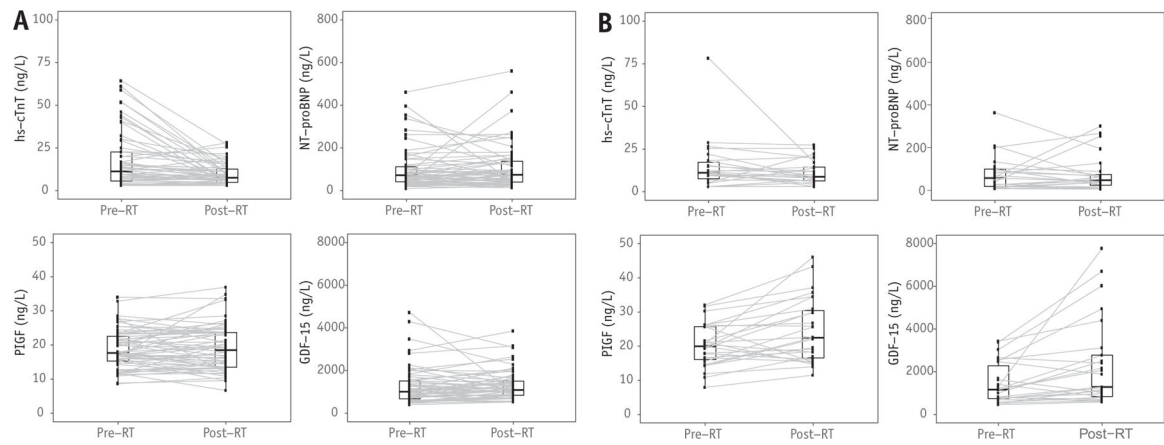 A
hs-cTnT (ng/L)
100
75
50
25
0
Pre-RT Post-RT
NT-proBNP (ng/L)
800
600
400
200
0
Pre-RT Post-RT
PIGF (ng/L)
50
40
30
20
10
0
Pre-RT Post-RT
GDF-15 (ng/L)
8000
6000
4000
2000
0
Pre-RT Post-RT
B
hs-cTnT (ng/L)
100
75
50
25
0
Pre-RT Post-RT
NT-proBNP (ng/L)
800
600
400
200
0
Pre-RT Post-RT
PIGF (ng/L)
50
40
30
20
10
0
Pre-RT Post-RT
GDF-15 (ng/L)
8000
6000
4000
2000
0
Pre-RT Post-RT